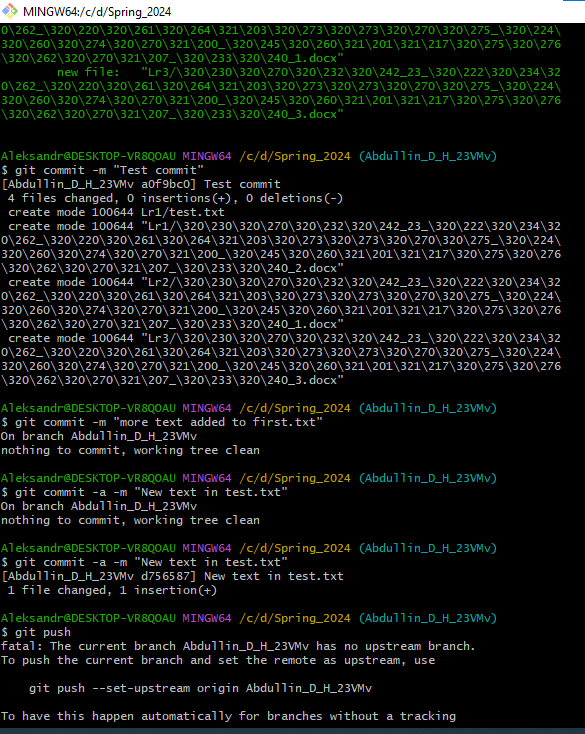 MINGW64:/c/d/Spring_2024
0\262_\320\220\320\261\320\264\321\203\320\273\320\273\320\270\320\275_\320\224\
\320\260\320\274\320\270\321\200_\320\245\320\260\321\201\321\217\320\275\320\276
\320\262\320\270\321\207_\320\233\320\240_1.docx"
new file:   "Lr3/\320\230\320\270\320\232\320\242_23_\320\222\320\234\32
0\262_\320\220\320\261\320\264\321\203\320\273\320\273\320\270\320\275_\320\224\
\320\260\320\274\320\270\321\200_\320\245\320\260\321\201\321\217\320\275\320\276
\320\262\320\270\321\207_\320\233\320\240_3.docx"
Aleksandr@DESKTOP-VR8QOAU MINGW64 /c/d/Spring_2024 (Abdullin_D_H_23VMv)
$ git commit -m "Test commit"
[Abdullin_D_H_23VMv a0f9bc0] Test commit
4 files changed, 0 insertions(+), 0 deletions(-)
create mode 100644 Lr1/test.txt
create mode 100644 "Lr1/\320\230\320\270\320\232\320\242_23_\320\222\320\234\32
0\262_\320\220\320\261\320\264\321\203\320\273\320\273\320\270\320\275_\320\224\
\320\260\320\274\320\270\321\200_\320\245\320\260\321\201\321\217\320\275\320\276
\320\262\320\270\321\207_\320\233\320\240_2.docx"
create mode 100644 "Lr2/\320\230\320\270\320\232\320\242_23_\320\222\320\234\32
0\262_\320\220\320\261\320\264\321\203\320\273\320\273\320\270\320\275_\320\224\
\320\260\320\274\320\270\321\200_\320\245\320\260\321\201\321\217\320\275\320\276
\320\262\320\270\321\207_\320\233\320\240_1.docx"
create mode 100644 "Lr3/\320\230\320\270\320\232\320\242_23_\320\222\320\234\32
0\262_\320\220\320\261\320\264\321\203\320\273\320\273\320\270\320\275_\320\224\
\320\260\320\274\320\270\321\200_\320\245\320\260\321\201\321\217\320\275\320\276
\320\262\320\270\321\207_\320\233\320\240_3.docx"
Aleksandr@DESKTOP-VR8QOAU MINGW64 /c/d/Spring_2024 (Abdullin_D_H_23VMv)
$ git commit -m "more text added to first.txt"
On branch Abdullin_D_H_23VMv
nothing to commit, working tree clean
Aleksandr@DESKTOP-VR8QOAU MINGW64 /c/d/Spring_2024 (Abdullin_D_H_23VMv)
$ git commit -a -m "New text in test.txt"
On branch Abdullin_D_H_23VMv
nothing to commit, working tree clean
Aleksandr@DESKTOP-VR8QOAU MINGW64 /c/d/Spring_2024 (Abdullin_D_H_23VMv)
$ git commit -a -m "New text in test.txt"
[Abdullin_D_H_23VMv d756587] New text in test.txt
1 file changed, 1 insertion(+)
Aleksandr@DESKTOP-VR8QOAU MINGW64 /c/d/Spring_2024 (Abdullin_D_H_23VMv)
$ git push
fatal: The current branch Abdullin_D_H_23VMv has no upstream branch.
To push the current branch and set the remote as upstream, use
git push --set-upstream origin Abdullin_D_H_23VMv
To have this happen automatically for branches without a tracking